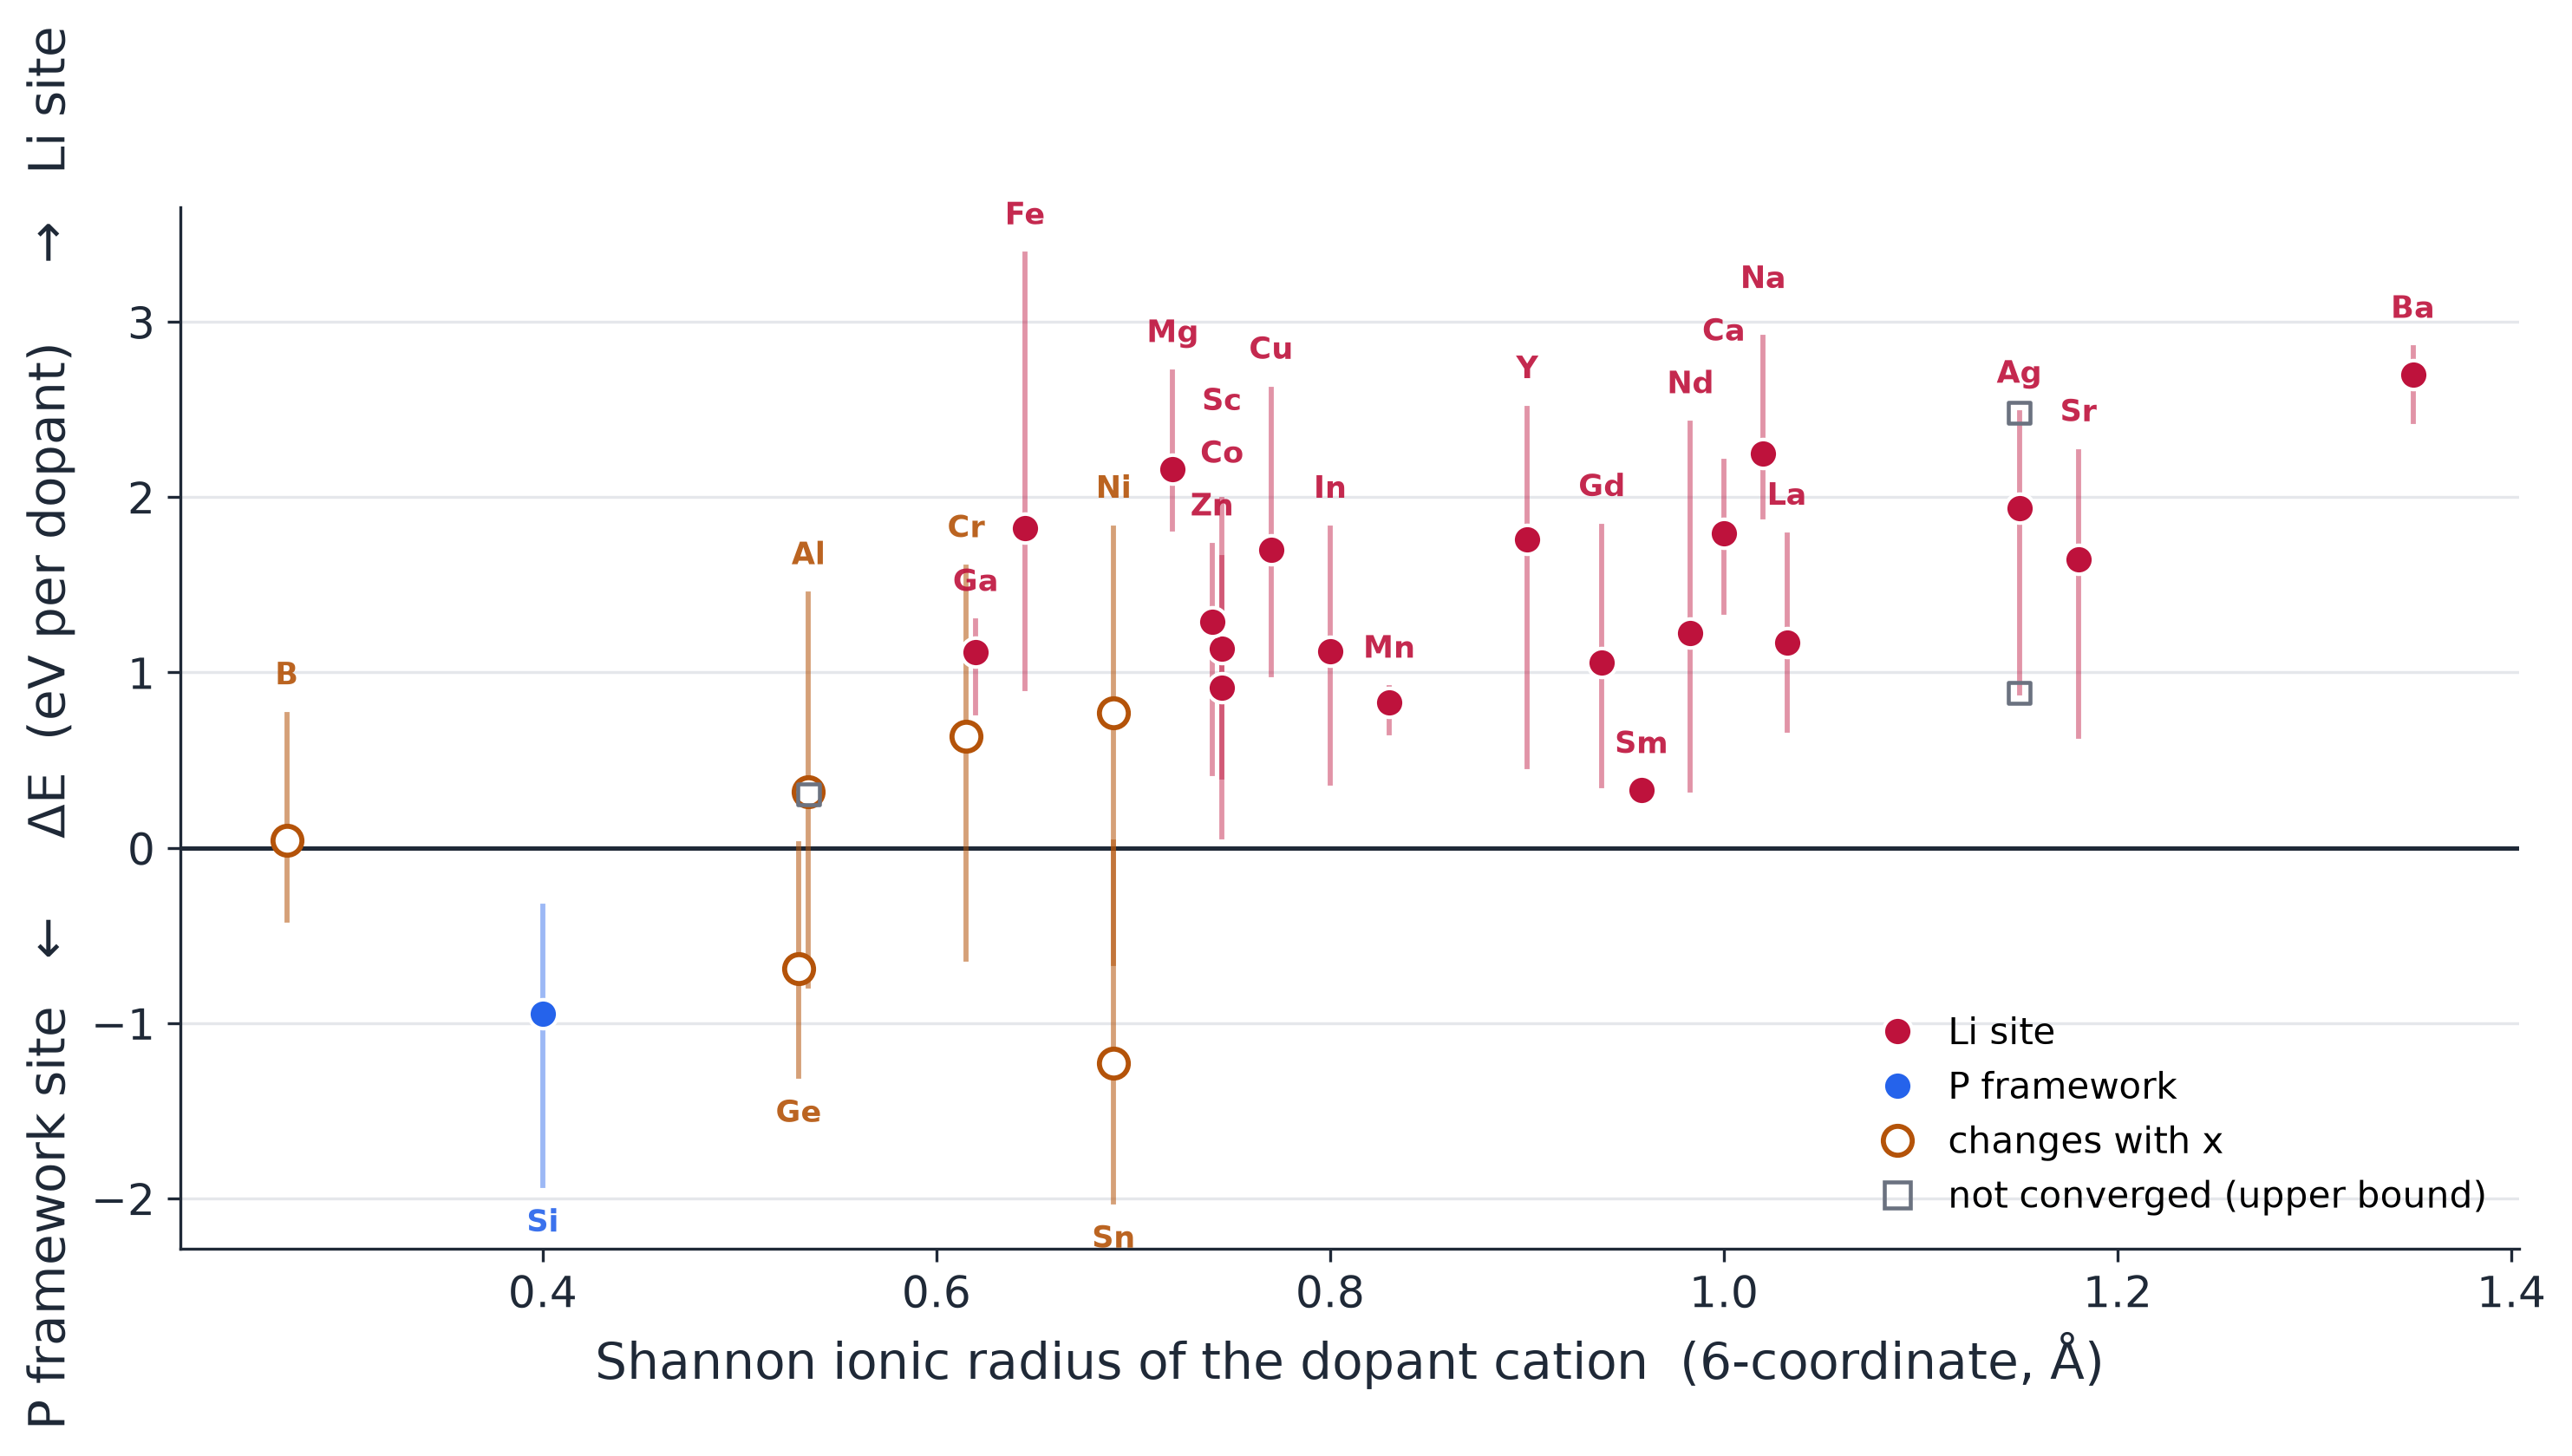 P framework site  ←    ΔE  (eV per dopant)    →  Li site
3
2
1
0
−1
−2
Fe
Na
Ba
Mg
Ca
Cu
Y
Ag
Nd
Sc
Sr
Co
Ni
In
Gd
La
Zn
Cr
Al
Ga
B
Mn
Sm
Ge
Si
Sn
Li site
P framework
changes with x
not converged (upper bound)
0.4
0.6
0.8
1.0
1.2
1.4
Shannon ionic radius of the dopant cation  (6-coordinate, Å)